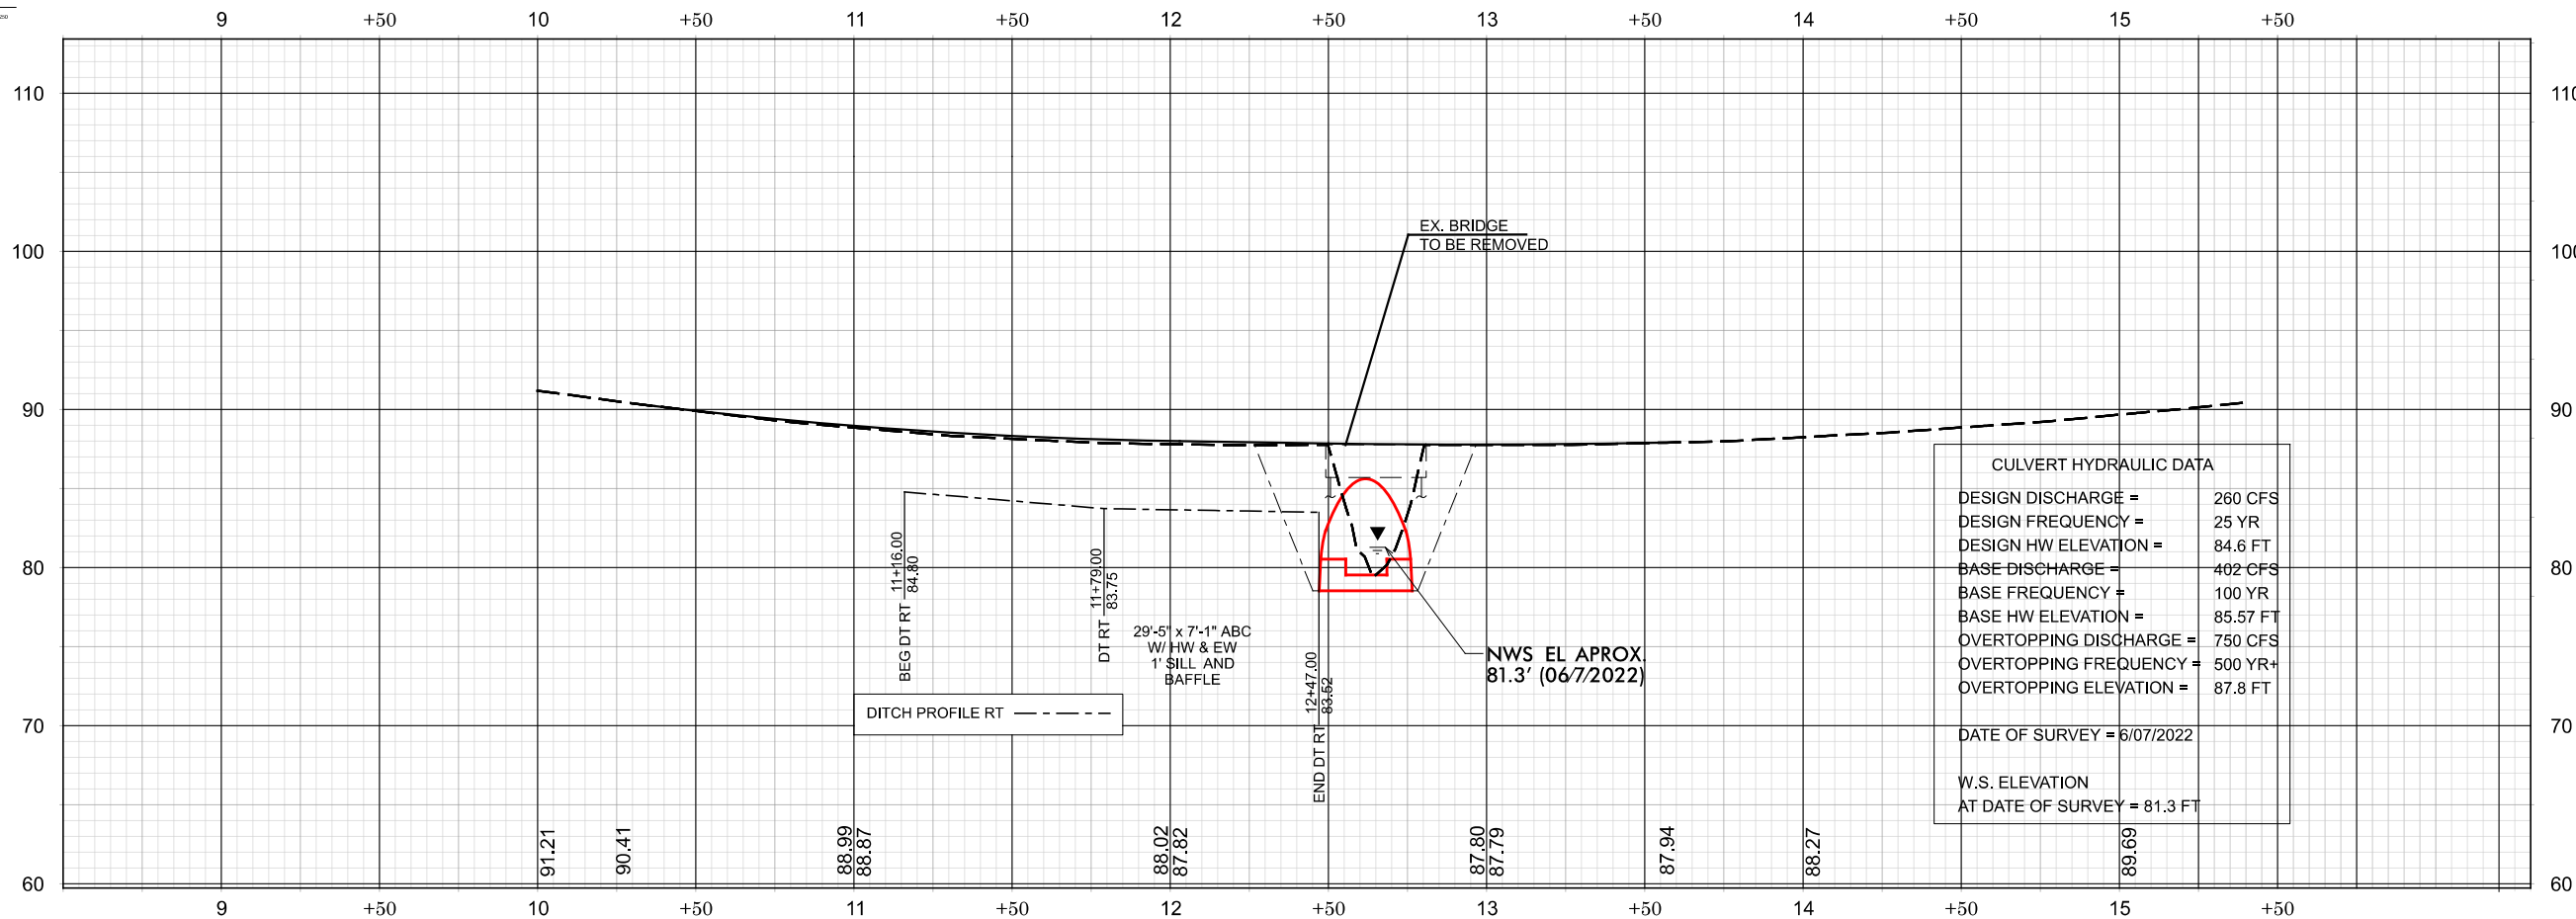 9 +50 10 +50 11 +50 12 +50 13 +50 14 +50 15 +50
110 110
100 100
90 90
80 80
70 70
60 60
EX. BRIDGE
TO BE REMOVED
BEG DT RT 11+16.00
84.80
DT RT 11+79.00
83.75
29'-5" x 7'-1" ABC
W/ HW & EW
1' SILL AND
BAFFLE
END DT RT 12+47.00
83.52
NWS EL APROX.
81.3' (06/7/2022)
DITCH PROFILE RT
CULVERT HYDRAULIC DATA
DESIGN DISCHARGE = 260 CFS
DESIGN FREQUENCY = 25 YR
DESIGN HW ELEVATION = 84.6 FT
BASE DISCHARGE = 402 CFS
BASE FREQUENCY = 100 YR
BASE HW ELEVATION = 85.57 FT
OVERTOPPING DISCHARGE = 750 CFS
OVERTOPPING FREQUENCY = 500 YR+
OVERTOPPING ELEVATION = 87.8 FT
DATE OF SURVEY = 6/07/2022
W.S. ELEVATION
AT DATE OF SURVEY = 81.3 FT
91.21
90.41
88.99
88.87
88.02
87.82
87.80
87.79
87.94
88.27
89.69
9 +50 10 +50 11 +50 12 +50 13 +50 14 +50 15 +50